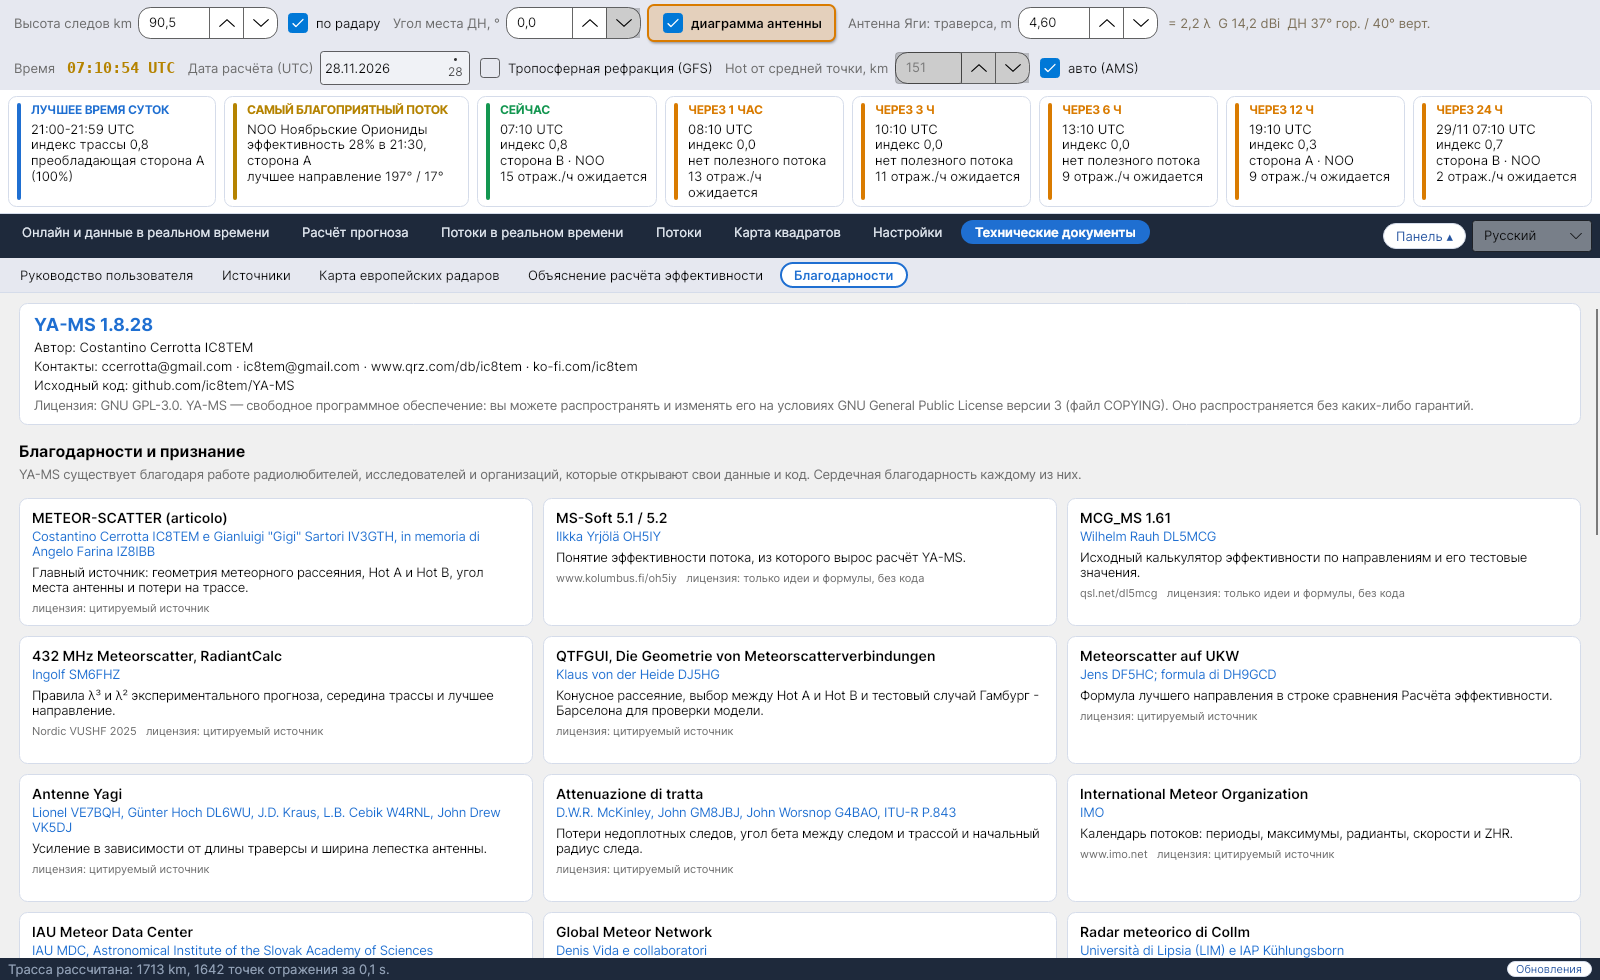 Высота следов km 90,5 по радару Угол места ДН, ° 0,0 диаграмма антенны Антенна Яги: траверса, m 4,60 = 2,2 λ G 14,2 dBi ДН 37° гор. / 40° верт.
Время 07:10:54 UTC Дата расчёта (UTC) 28.11.2026 28 Тропосферная рефракция (GFS) Hot от средней точки, km 151 авто (AMS)
ЛУЧШЕЕ ВРЕМЯ СУТОК
21:00-21:59 UTC
индекс трассы 0,8
преобладающая сторона A
(100%)
САМЫЙ БЛАГОПРИЯТНЫЙ ПОТОК
NOO Ноябрьские Ориониды
эффективность 28% в 21:30,
сторона A
лучшее направление 197° / 17°
СЕЙЧАС
07:10 UTC
индекс 0,8
сторона B · NOO
15 отраж./ч ожидается
ЧЕРЕЗ 1 ЧАС
08:10 UTC
индекс 0,0
нет полезного потока
13 отраж./ч
ожидается
ЧЕРЕЗ 3 Ч
10:10 UTC
индекс 0,0
нет полезного потока
11 отраж./ч ожидается
ЧЕРЕЗ 6 Ч
13:10 UTC
индекс 0,0
нет полезного потока
9 отраж./ч ожидается
ЧЕРЕЗ 12 Ч
19:10 UTC
индекс 0,3
сторона A · NOO
9 отраж./ч ожидается
ЧЕРЕЗ 24 Ч
29/11 07:10 UTC
индекс 0,7
сторона B · NOO
2 отраж./ч ожидается
Онлайн и данные в реальном времени Расчёт прогноза Потоки в реальном времени Потоки Карта квадратов Настройки Технические документы Панель ▴ Русский
Руководство пользователя Источники Карта европейских радаров Объяснение расчёта эффективности Благодарности
YA-MS 1.8.28
Автор: Costantino Cerrotta IC8TEM
Контакты: ccerrotta@gmail.com · ic8tem@gmail.com · www.qrz.com/db/ic8tem · ko-fi.com/ic8tem
Исходный код: github.com/ic8tem/YA-MS
Лицензия: GNU GPL-3.0. YA-MS — свободное программное обеспечение: вы можете распространять и изменять его на условиях GNU General Public License версии 3 (файл COPYING). Оно распространяется без каких-либо гарантий.
Благодарности и признание
YA-MS существует благодаря работе радиолюбителей, исследователей и организаций, которые открывают свои данные и код. Сердечная благодарность каждому из них.
METEOR-SCATTER (articolo)
Costantino Cerrotta IC8TEM e Gianluigi "Gigi" Sartori IV3GTH, in memoria di
Angelo Farina IZ8IBB
Главный источник: геометрия метеорного рассеяния, Hot A и Hot B, угол
места антенны и потери на трассе.
лицензия: цитируемый источник
MS-Soft 5.1 / 5.2
Ilkka Yrjölä OH5IY
Понятие эффективности потока, из которого вырос расчёт YA-MS.
www.kolumbus.fi/oh5iy лицензия: только идеи и формулы, без кода
MCG_MS 1.61
Wilhelm Rauh DL5MCG
Исходный калькулятор эффективности по направлениям и его тестовые
значения.
qsl.net/dl5mcg лицензия: только идеи и формулы, без кода
432 MHz Meteorscatter, RadiantCalc
Ingolf SM6FHZ
Правила λ³ и λ² экспериментального прогноза, середина трассы и лучшее
направление.
Nordic VUSHF 2025 лицензия: цитируемый источник
QTFGUI, Die Geometrie von Meteorscatterverbindungen
Klaus von der Heide DJ5HG
Конусное рассеяние, выбор между Hot A и Hot B и тестовый случай Гамбург -
Барселона для проверки модели.
лицензия: цитируемый источник
Meteorscatter auf UKW
Jens DF5HC; formula di DH9GCD
Формула лучшего направления в строке сравнения Расчёта эффективности.
лицензия: цитируемый источник
Antenne Yagi
Lionel VE7BQH, Günter Hoch DL6WU, J.D. Kraus, L.B. Cebik W4RNL, John Drew
VK5DJ
Усиление в зависимости от длины траверсы и ширина лепестка антенны.
лицензия: цитируемый источник
Attenuazione di tratta
D.W.R. McKinley, John GM8JBJ, John Worsnop G4BAO, ITU-R P.843
Потери недоплотных следов, угол бета между следом и трассой и начальный
радиус следа.
лицензия: цитируемый источник
International Meteor Organization
IMO
Календарь потоков: периоды, максимумы, радианты, скорости и ZHR.
www.imo.net лицензия: цитируемый источник
IAU Meteor Data Center
IAU MDC, Astronomical Institute of the Slovak Academy of Sciences
Global Meteor Network
Denis Vida e collaboratori
Radar meteorico di Collm
Università di Lipsia (LIM) e IAP Kühlungsborn
Трасса рассчитана: 1713 km, 1642 точек отражения за 0,1 s. Обновления